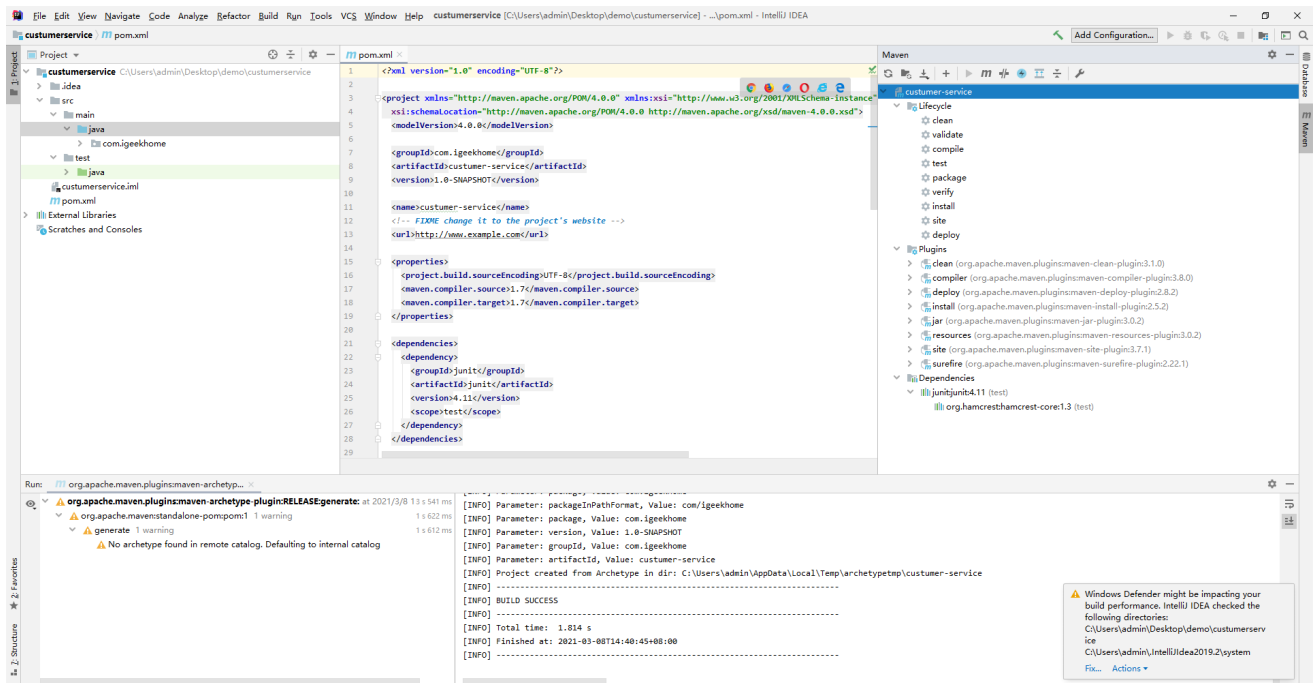 File Edit View Navigate Code Analyze Refactor Build Run Tools VCS Window Help custumerservice [C:\Users\admin\Desktop\demo\custumerservice] - ...\pom.xml - IntelliJ IDEA
custumerservice pom.xml
Add Configuration...
Project
pom.xml
Maven
1: Project
custumerservice C:\Users\admin\Desktop\demo\custumerservice
.idea
src
main
java
com.igeekhome
test
java
custumerservice.iml
pom.xml
External Libraries
Scratches and Consoles
1 <?xml version="1.0" encoding="UTF-8"?>
2
3 <project xmlns="http://maven.apache.org/POM/4.0.0" xmlns:xsi="http://www.w3.org/2001/XMLSchema-instance"
4 xsi:schemaLocation="http://maven.apache.org/POM/4.0.0 http://maven.apache.org/xsd/maven-4.0.0.xsd">
5 <modelVersion>4.0.0</modelVersion>
6
7 <groupId>com.igeekhome</groupId>
8 <artifactId>custumer-service</artifactId>
9 <version>1.0-SNAPSHOT</version>
10
11 <name>custumer-service</name>
12 <!-- FIXME change it to the project's website -->
13 <url>http://www.example.com</url>
14
15 <properties>
16 <project.build.sourceEncoding>UTF-8</project.build.sourceEncoding>
17 <maven.compiler.source>1.7</maven.compiler.source>
18 <maven.compiler.target>1.7</maven.compiler.target>
19 </properties>
20
21 <dependencies>
22 <dependency>
23 <groupId>junit</groupId>
24 <artifactId>junit</artifactId>
25 <version>4.11</version>
26 <scope>test</scope>
27 </dependency>
28 </dependencies>
29
custumer-service
Lifecycle
clean
validate
compile
test
package
verify
install
site
deploy
Plugins
clean (org.apache.maven.plugins:maven-clean-plugin:3.1.0)
compiler (org.apache.maven.plugins:maven-compiler-plugin:3.8.0)
deploy (org.apache.maven.plugins:maven-deploy-plugin:2.8.2)
install (org.apache.maven.plugins:maven-install-plugin:2.5.2)
jar (org.apache.maven.plugins:maven-jar-plugin:3.0.2)
resources (org.apache.maven.plugins:maven-resources-plugin:3.0.2)
site (org.apache.maven.plugins:maven-site-plugin:3.7.1)
surefire (org.apache.maven.plugins:maven-surefire-plugin:2.22.1)
Dependencies
junit:junit:4.11 (test)
org.hamcrest:hamcrest-core:1.3 (test)
Database
Maven
Run: org.apache.maven.plugins:maven-archetyp...
org.apache.maven.plugins:maven-archetype-plugin:RELEASE:generate: at 2021/3/8 1 3 s 541 ms
org.apache.maven:standalone-pom:pom:1 1 warning 1 s 622 ms
generate 1 warning 1 s 612 ms
No archetype found in remote catalog. Defaulting to internal catalog
[INFO] Parameter: package, Value: com.igeekhome
[INFO] Parameter: packageInPathFormat, Value: com/igeekhome
[INFO] Parameter: package, Value: com.igeekhome
[INFO] Parameter: version, Value: 1.0-SNAPSHOT
[INFO] Parameter: groupId, Value: com.igeekhome
[INFO] Parameter: artifactId, Value: custumer-service
[INFO] Project created from Archetype in dir: C:\Users\admin\AppData\Local\Temp\archetypetmp\custumer-service
[INFO] ------------------------------------------------------------------------
[INFO] BUILD SUCCESS
[INFO] ------------------------------------------------------------------------
[INFO] Total time: 1.814 s
[INFO] Finished at: 2021-03-08T14:40:45+08:00
[INFO] ------------------------------------------------------------------------
2: Favorites
Z: Structure
Windows Defender might be impacting your
build performance. IntelliJ IDEA checked the
following directories:
C:\Users\admin\Desktop\demo\custumerserv
ice
C:\Users\admin\.IntelliJIdea2019.2\system
Fix... Actions